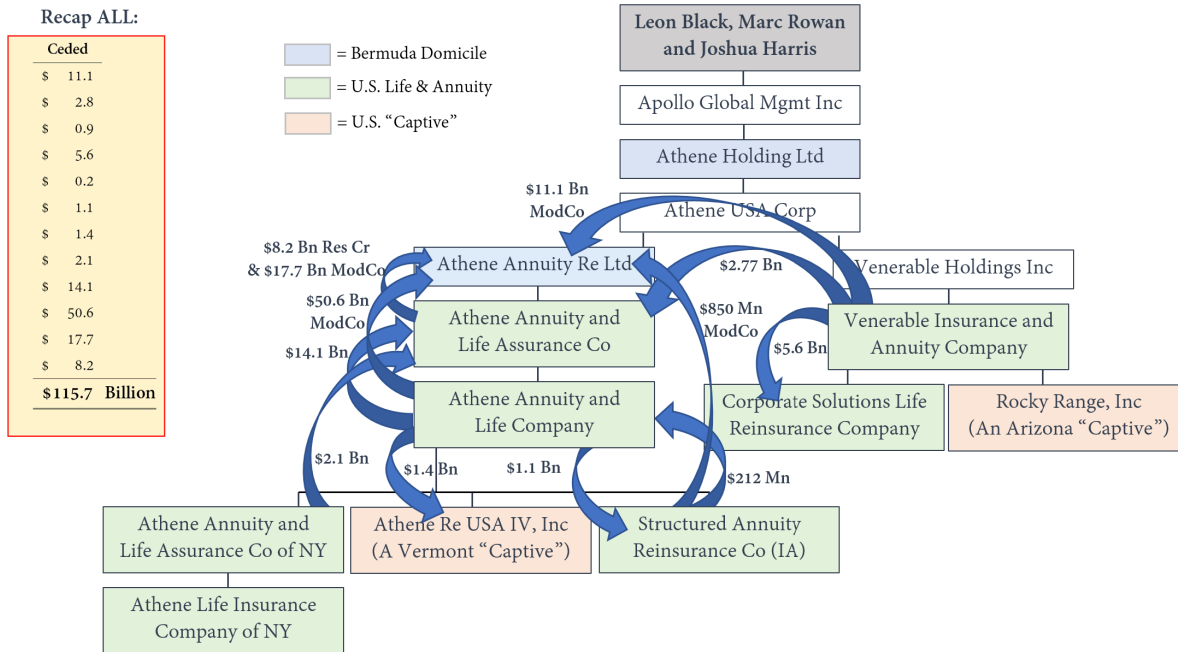 Recap ALL:
Ceded
$ 11.1
$ 2.8
$ 0.9
$ 5.6
$ 0.2
$ 1.1
$ 1.4
$ 2.1
$ 14.1
$ 50.6
$ 17.7
$ 8.2
$115.7 Billion
= Bermuda Domicile
= U.S. Life & Annuity
= U.S. “Captive”
Leon Black, Marc Rowan
and Joshua Harris
Apollo Global Mgmt Inc
Athene Holding Ltd
Athene USA Corp
$11.1 Bn
ModCo
$8.2 Bn Res Cr
& $17.7 Bn ModCo
Athene Annuity Re Ltd
$2.77 Bn
Venerable Holdings Inc
$50.6 Bn
ModCo
Athene Annuity and
Life Assurance Co
$850 Mn
ModCo
Venerable Insurance and
Annuity Company
$14.1 Bn
$5.6 Bn
Athene Annuity and
Life Company
Corporate Solutions Life
Reinsurance Company
Rocky Range, Inc
(An Arizona “Captive”)
$2.1 Bn
$1.4 Bn
$1.1 Bn
$212 Mn
Athene Annuity and
Life Assurance Co of NY
Athene Re USA IV, Inc
(A Vermont “Captive”)
Structured Annuity
Reinsurance Co (IA)
Athene Life Insurance
Company of NY